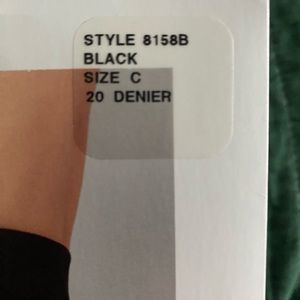 STYLE 8158B
BLACK
SIZE C
20 DENIER